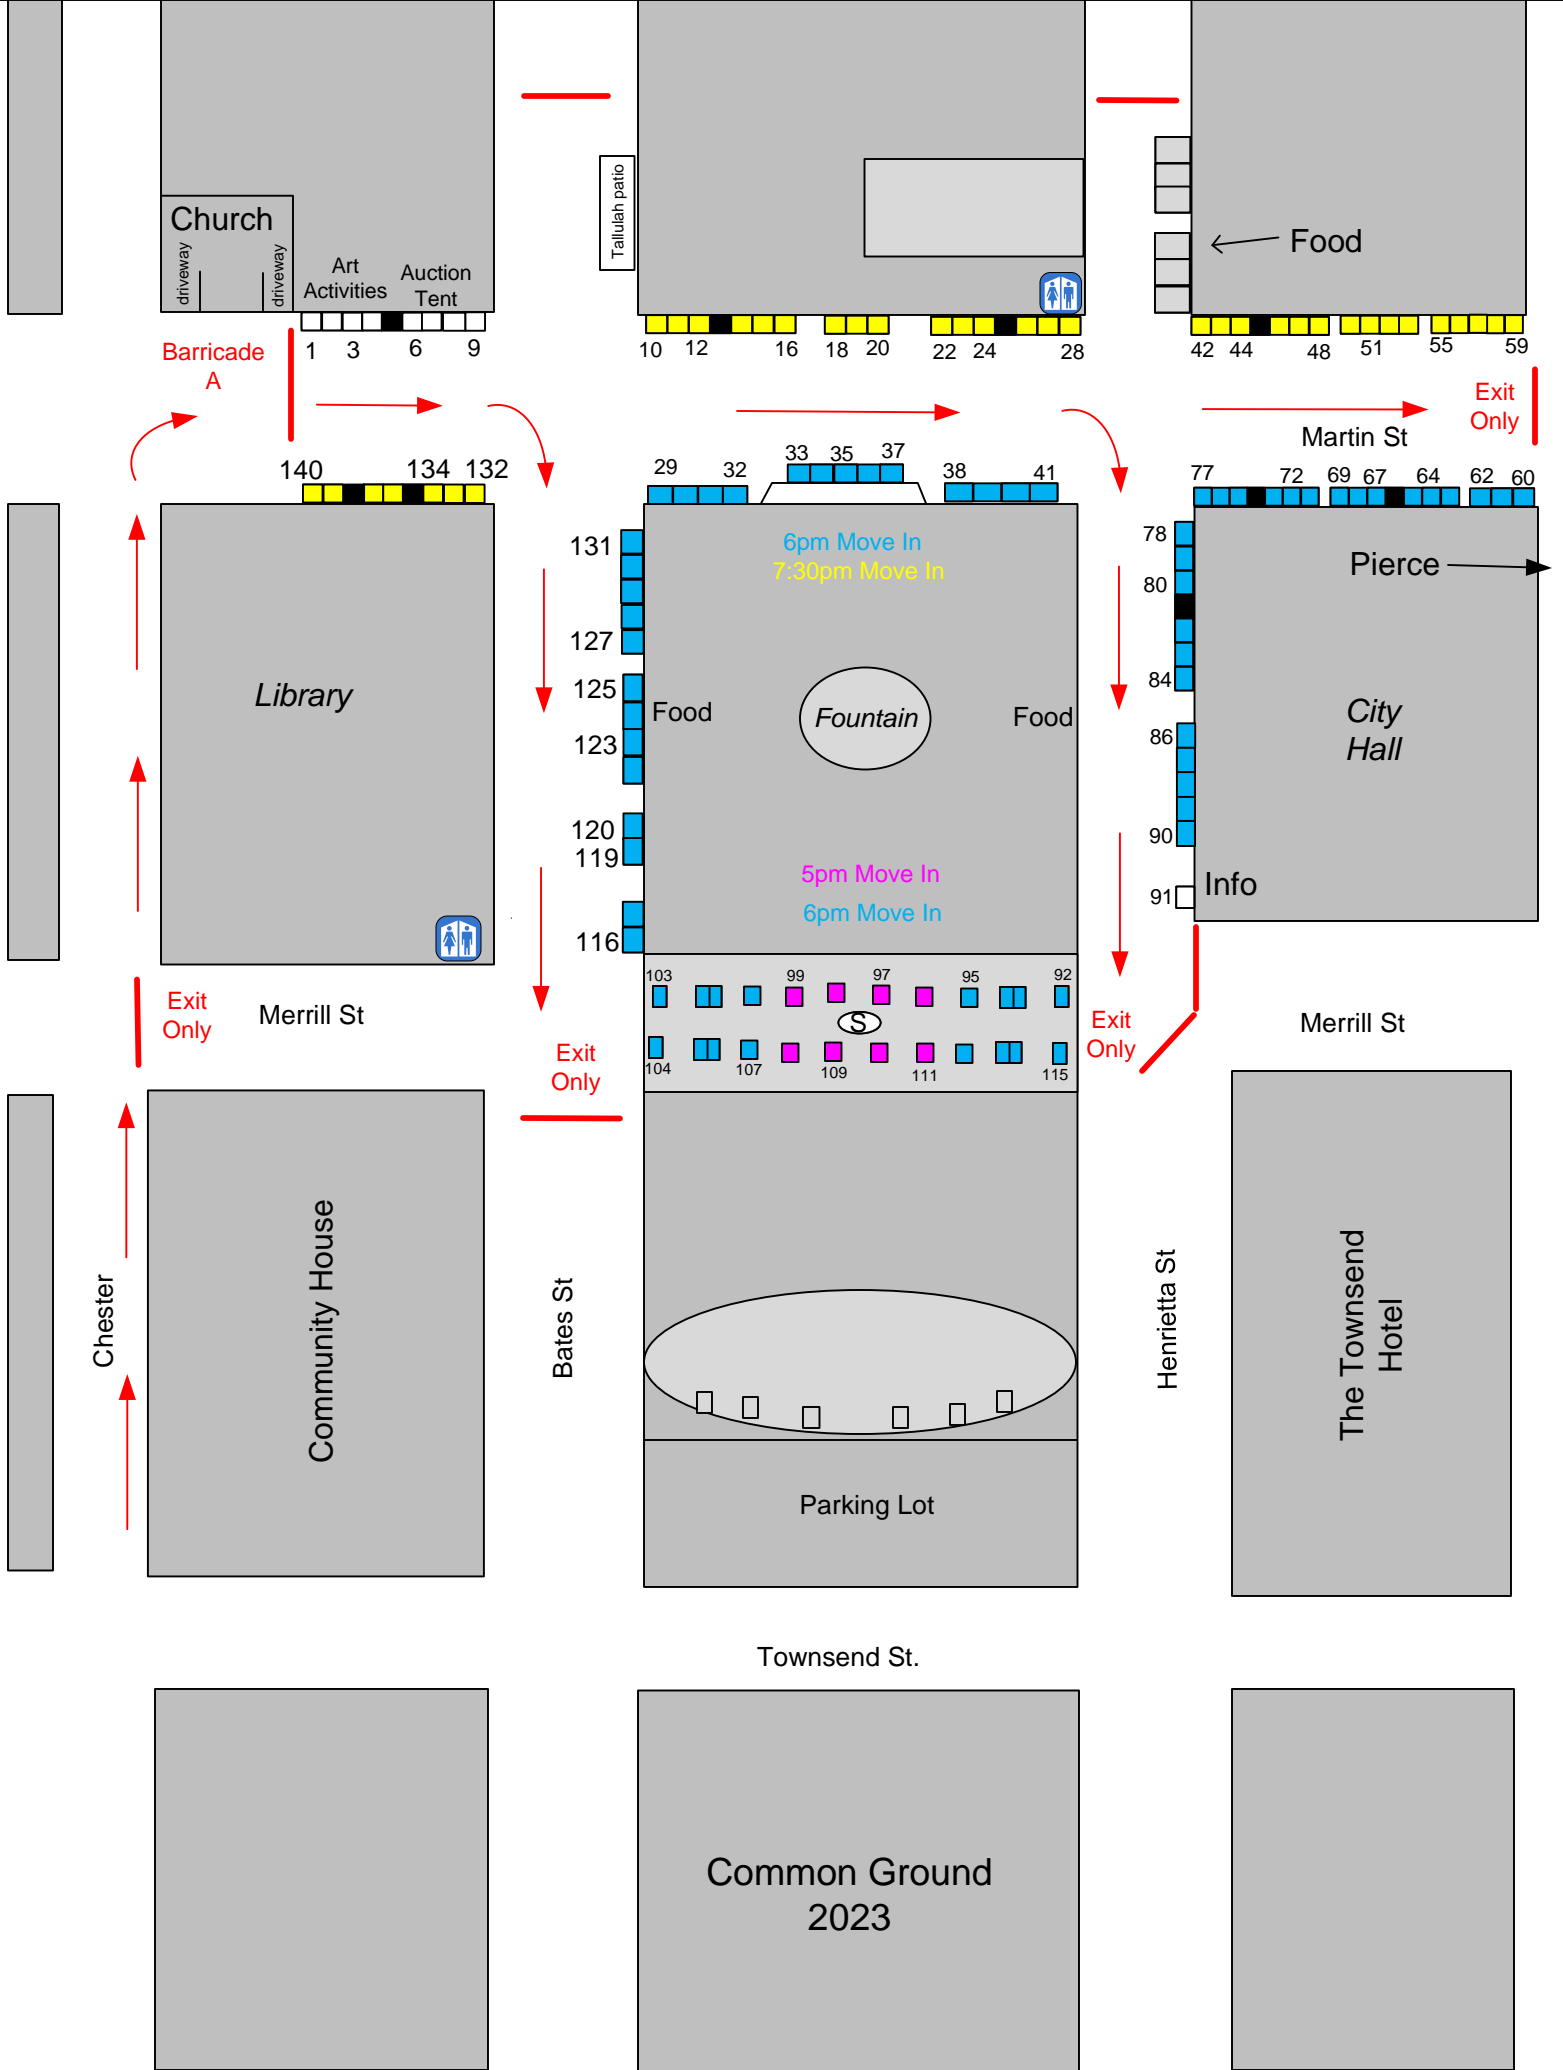 Church
driveway
driveway
Art
Activities
Auction
Tent
Tallulah patio
Food
1 3 6 9
10 12 16 18 20 22 24 28
42 44 48 51 55 59
Barricade
A
Exit
Only
Martin St
140 134 132
29 32 33 35 37 38 41
77 72 69 67 64 62 60
131
127
125
123
120
119
116
6pm Move In
7:30pm Move In
78
80
84
86
90
91
Pierce
Library
Food
Fountain
Food
City
Hall
5pm Move In
6pm Move In
Info
103 99 97 95 92
S
104 107 109 111 115
Exit
Only
Merrill St
Exit
Only
Exit
Only
Merrill St
Chester
Community House
Bates St
Henrietta St
The Townsend
Hotel
Parking Lot
Townsend St.
Common Ground
2023